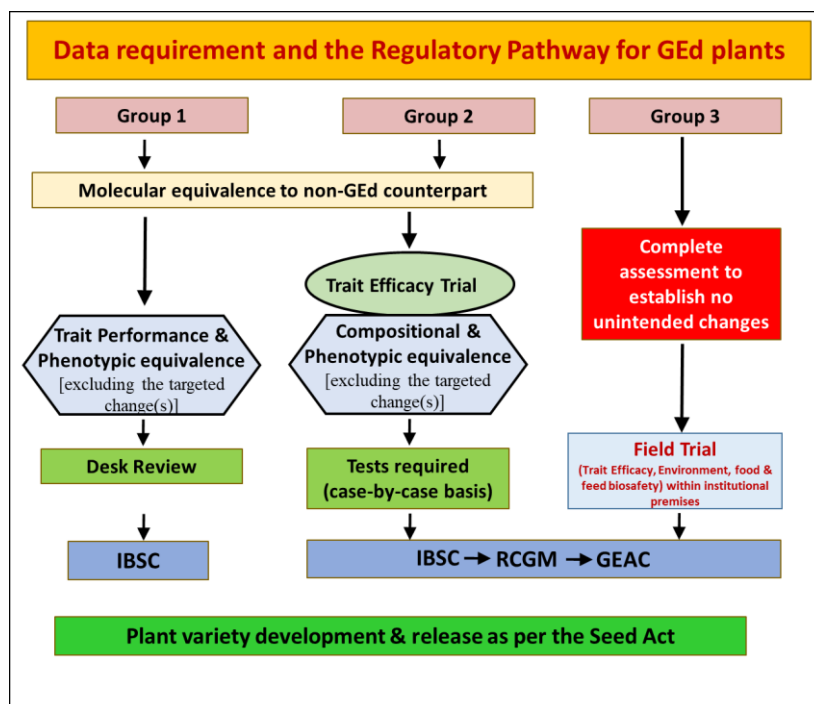 Data requirement and the Regulatory Pathway for GEd plants
Group 1
Group 2
Group 3
Molecular equivalence to non-GEd counterpart
Trait Performance &
Phenotypic equivalence
[excluding the targeted
change(s)]
Desk Review
IBSC
Trait Efficacy Trial
Compositional &
Phenotypic equivalence
[excluding the targeted
change(s)]
Tests required
(case-by-case basis)
Complete
assessment to
establish no
unintended changes
Field Trial
(Trait Efficacy, Environment, food &
feed biosafety) within institutional
premises
IBSC → RCGM → GEAC
Plant variety development & release as per the Seed Act